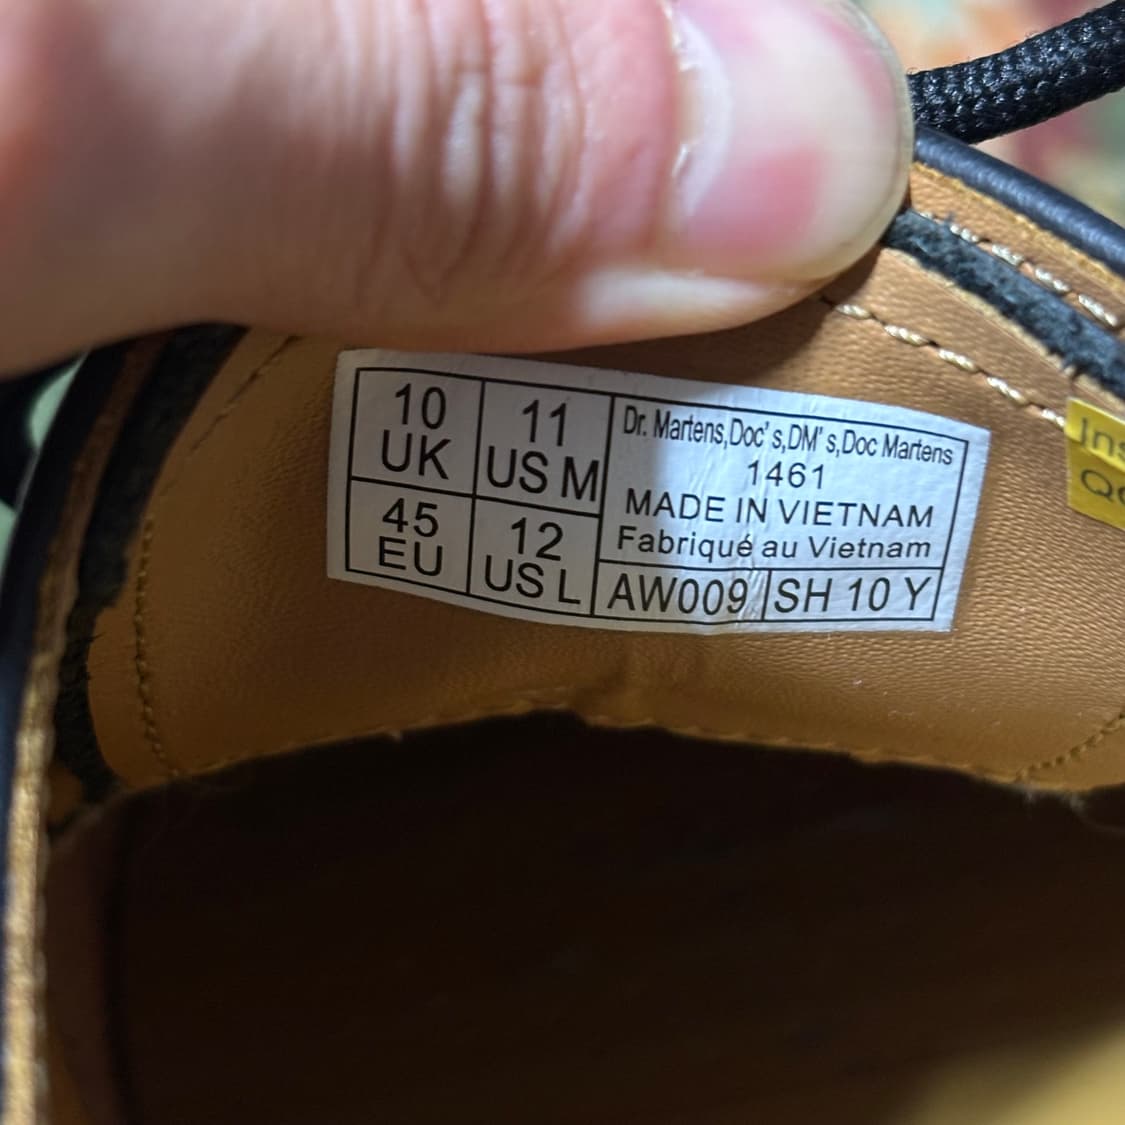 10
UK
11
US M
45
EU
12
US L
Dr. Martens,Doc's,DM's,Doc Martens
1461
MADE IN VIETNAM
Fabriqué au Vietnam
AW009
SH 10 Y